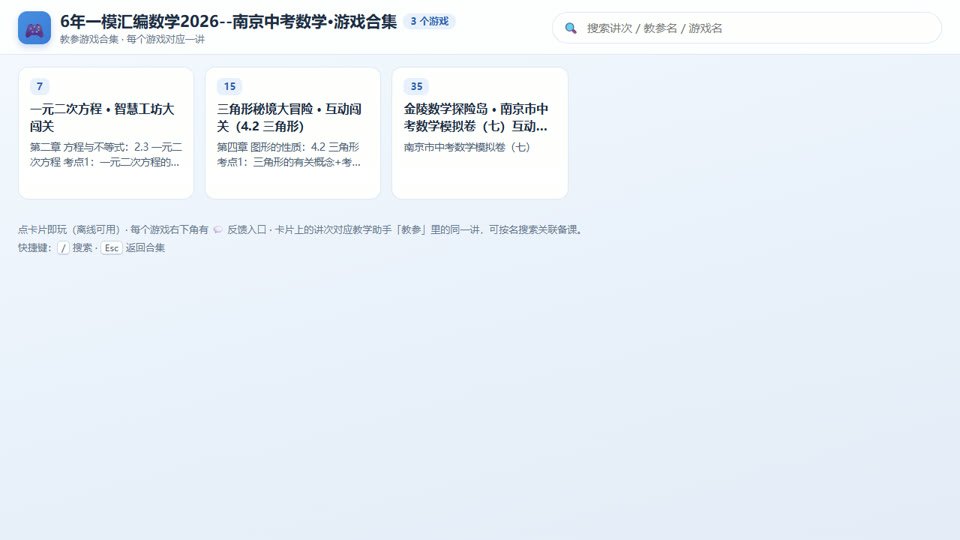 6年一模汇编数学2026--南京中考数学·游戏合集 3 个游戏
教参游戏合集 · 每个游戏对应一讲
搜索讲次 / 教参名 / 游戏名
7
一元二次方程 · 智慧工坊大
闯关
第二章 方程与不等式：2.3 一元二
次方程 考点1：一元二次方程的...
15
三角形秘境大冒险 · 互动闯
关（4.2 三角形）
第四章 图形的性质：4.2 三角形
考点1：三角形的有关概念+考...
35
金陵数学探险岛 · 南京市中
考数学模拟卷（七）互动...
南京市中考数学模拟卷（七）
点卡片即玩（离线可用）· 每个游戏右下角有 💬 反馈入口 · 卡片上的讲次对应教学助手「教参」里的同一讲，可按名搜索关联备课。
快捷键： / 搜索 · Esc 返回合集